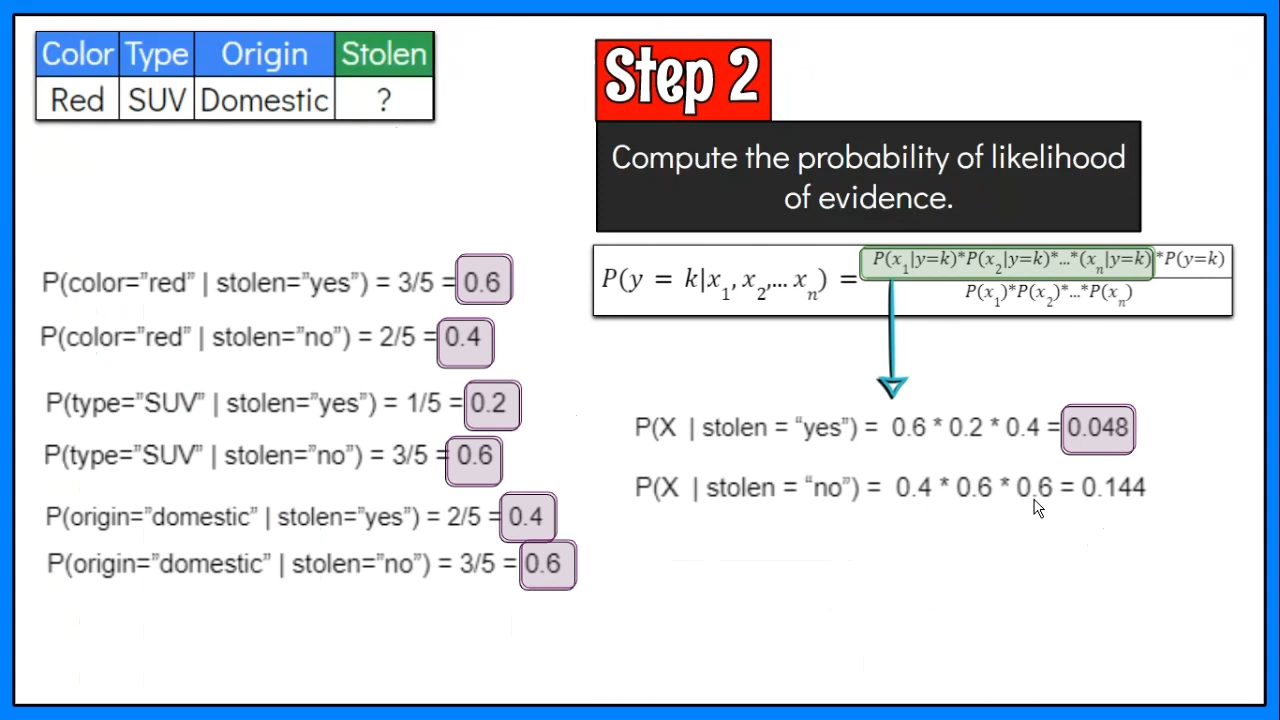 Color Type Origin Stolen
Red SUV Domestic ?
Step 2
Compute the probability of likelihood
of evidence.
P(y = k|x1, x2,... xn) = P(x1|y=k)*P(x2|y=k)*...*(xn|y=k)*P(y=k)
P(x1)*P(x2)*...*P(xn)
P(color=”red” | stolen=”yes”) = 3/5 = 0.6
P(color=”red” | stolen=”no”) = 2/5 = 0.4
P(type=”SUV” | stolen=”yes”) = 1/5 = 0.2
P(type=”SUV” | stolen=”no”) = 3/5 = 0.6
P(origin=”domestic” | stolen=”yes”) = 2/5 = 0.4
P(origin=”domestic” | stolen=”no”) = 3/5 = 0.6
P(X | stolen = “yes”) = 0.6 * 0.2 * 0.4 = 0.048
P(X | stolen = “no”) = 0.4 * 0.6 * 0.6 = 0.144